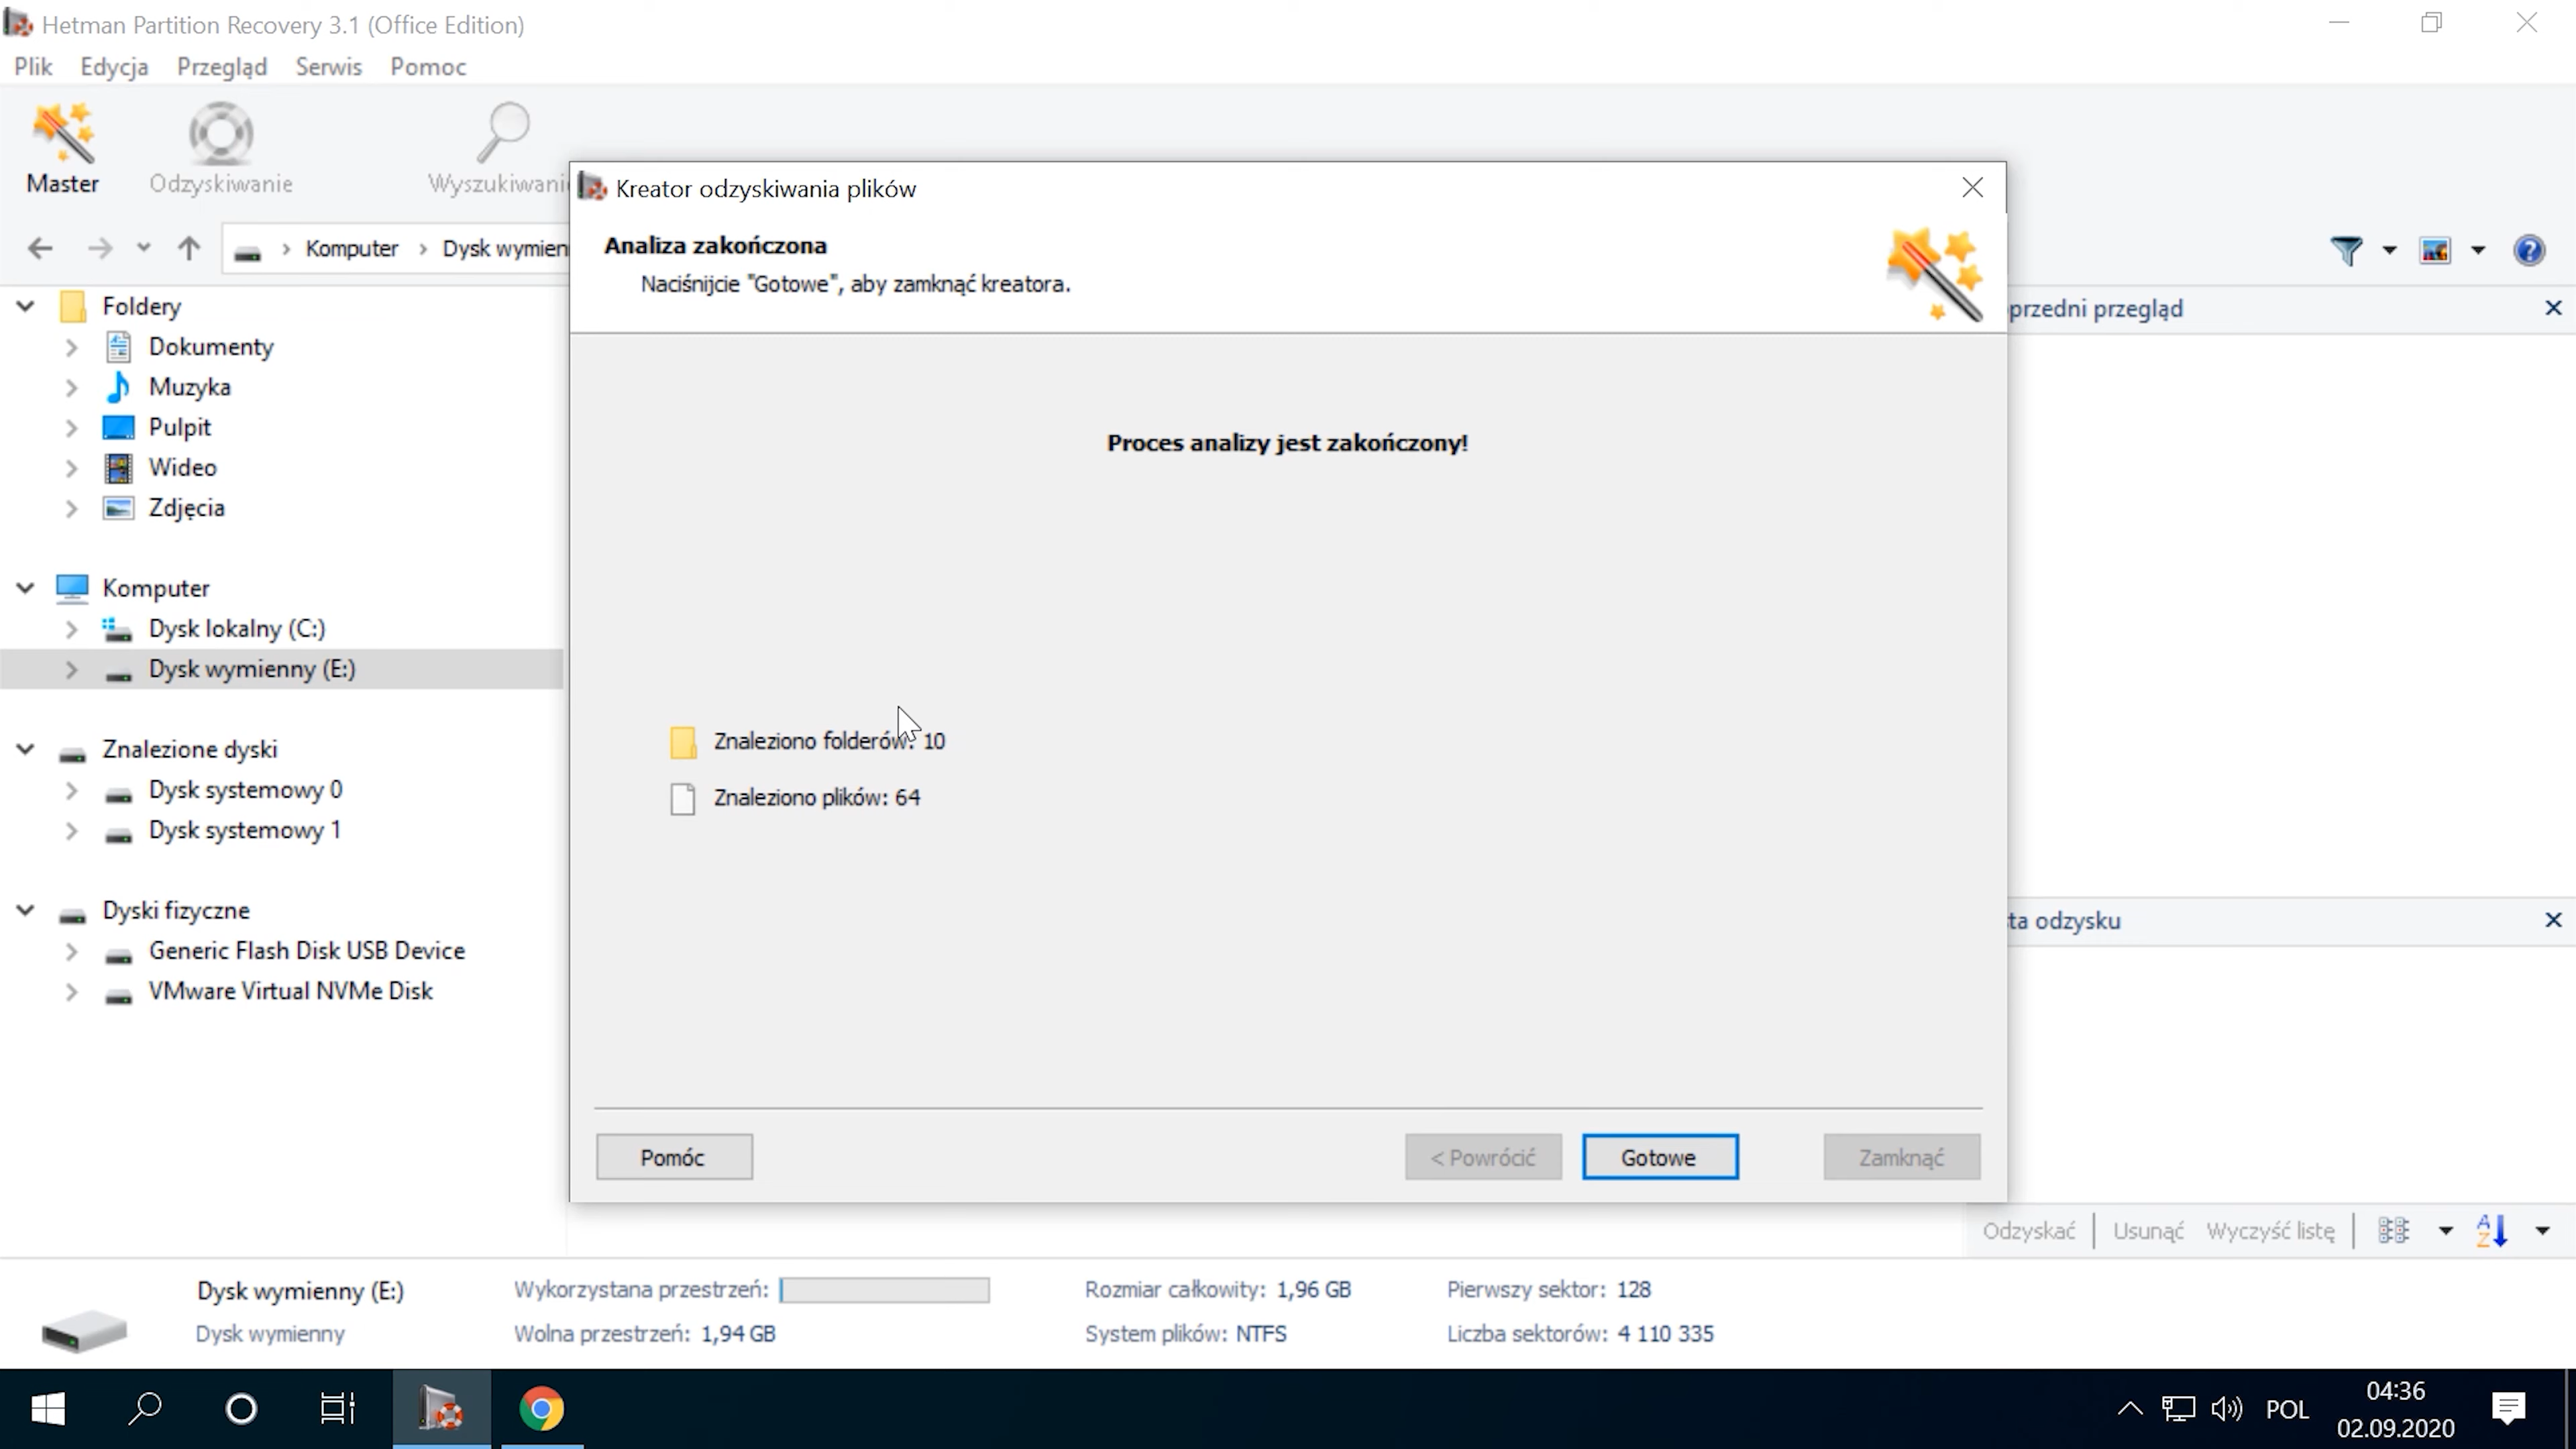 Hetman Partition Recovery 3.1 (Office Edition)
Plik Edycja Przegląd Serwis Pomoc
Master Odzyskiwanie
Komputer
Foldery
Dokumenty
Muzyka
Pulpit
Wideo
Zdjęcia
Komputer
Dysk lokalny (C:)
Dysk wymienny (E:)
Znalezione dyski
Dysk systemowy 0
Dysk systemowy 1
Dyski fizyczne
Generic Flash Disk USB Device
VMware Virtual NVMe Disk
Kreator odzyskiwania plików
Analiza zakończona
Naciśnijcie "Gotowe", aby zamknąć kreatora.
Proces analizy jest zakończony!
Znaleziono folderów: 10
Znaleziono plików: 64
Pomóc < Powrócić Gotowe Zamknąć
przegląd
odzysku
Odzyskać Usunąć Wyczyść listę
Dysk wymienny (E:) Wykorzystana przestrzeń: Rozmiar całkowity: 1,96 GB Pierwszy sektor: 128
Dysk wymienny Wolna przestrzeń: 1,94 GB System plików: NTFS Liczba sektorów: 4 110 335
POL
04:36
02.09.2020